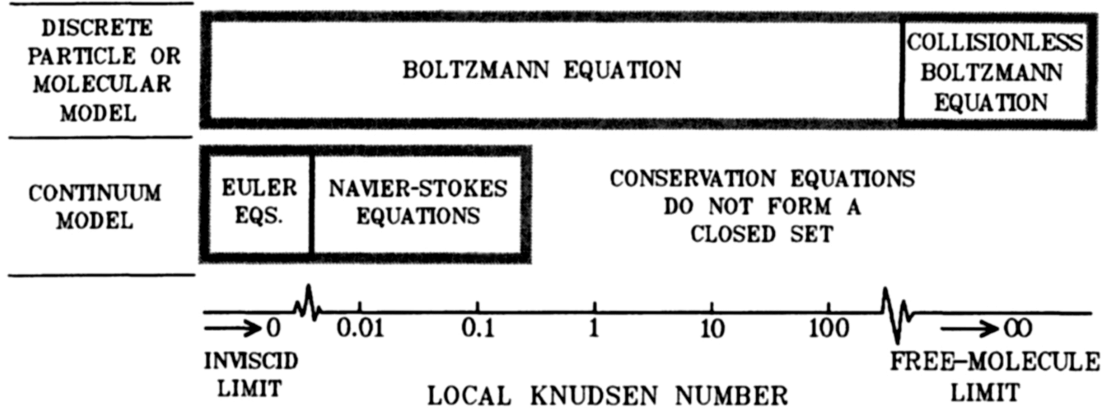 DISCRETE
PARTICLE OR
MOLECULAR
MODEL
BOLTZMANN EQUATION
COLLISIONLESS
BOLTZMANN
EQUATION
CONTINUUM
MODEL
EULER
EQS.
NAVIER-STOKES
EQUATIONS
CONSERVATION EQUATIONS
DO NOT FORM A
CLOSED SET
0 0.01 0.1 1 10 100 ∞
INVISCID
LIMIT
LOCAL KNUDSEN NUMBER
FREE-MOLECULE
LIMIT